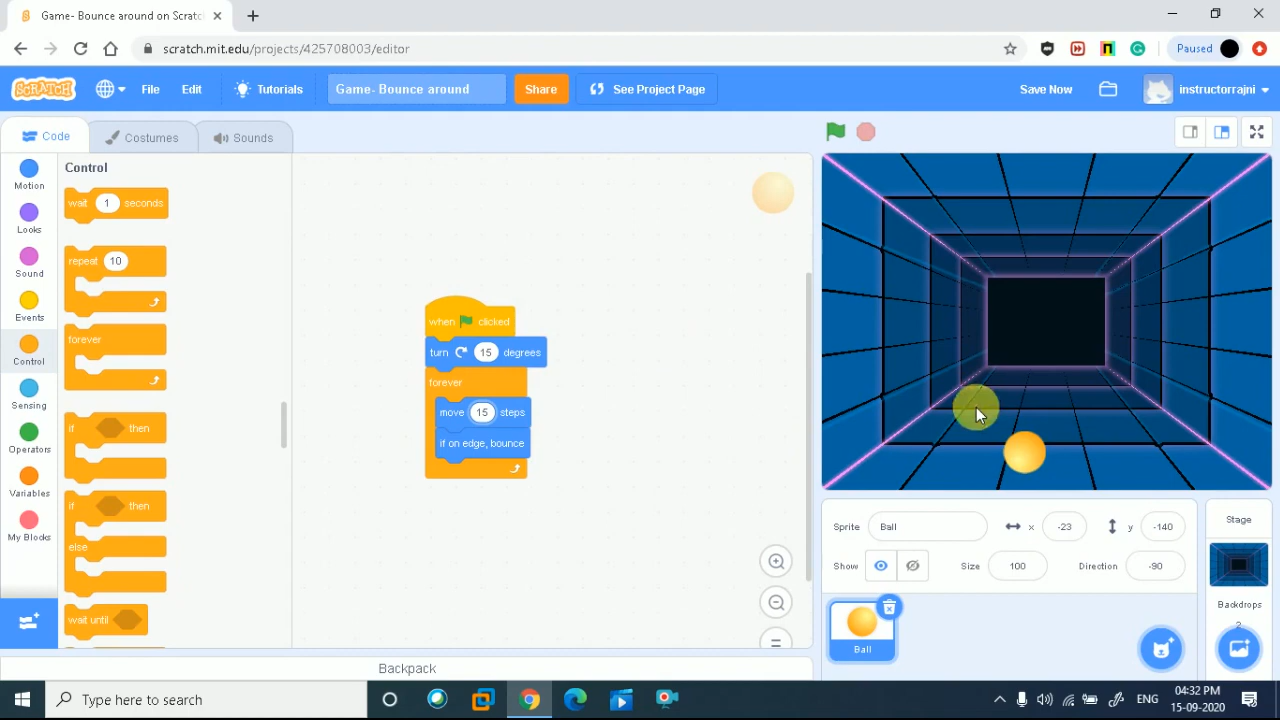 Game- Bounce around on Scratc
scratch.mit.edu/projects/425708003/editor
Paused
SCRATCH
File
Edit
Tutorials
Game- Bounce around
Share
See Project Page
Save Now
instructorrajni
Code
Costumes
Sounds
Motion
Looks
Sound
Events
Control
Sensing
Operators
Variables
My Blocks
Control
wait 1 seconds
repeat 10
forever
if then
if then
else
wait until
when clicked
turn 15 degrees
forever
move 15 steps
if on edge, bounce
Sprite Ball x -23 y -140
Show Size 100 Direction -90
Ball
Stage
Backdrops
2
Backpack
Type here to search
ENG
04:32 PM
15-09-2020